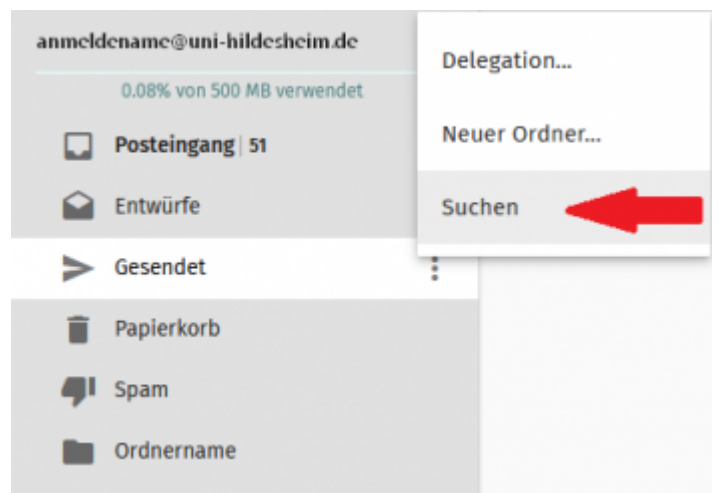 anmeldename@uni-hildesheim.de
0.08% von 500 MB verwendet
Posteingang| 51
Entwürfe
Gesendet
Papierkorb
Spam
Ordnername
Delegation...
Neuer Ordner...
Suchen